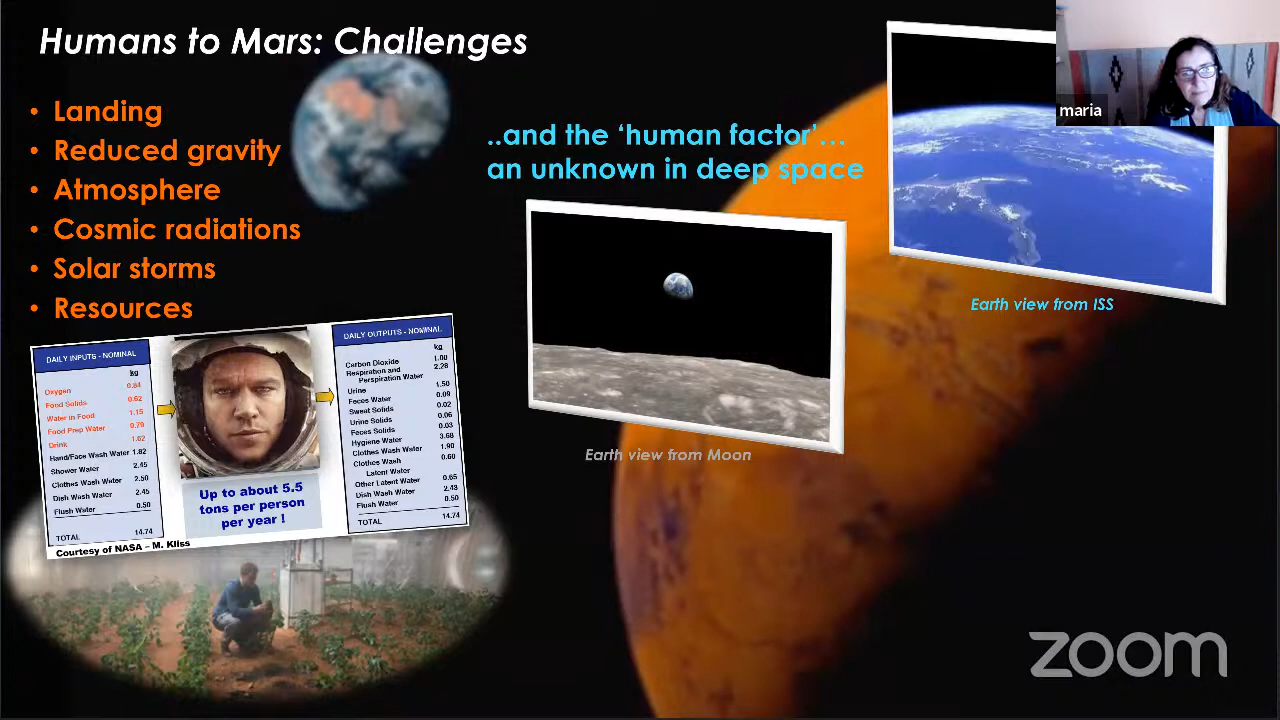 Humans to Mars: Challenges
maria
• Landing
• Reduced gravity
• Atmosphere
• Cosmic radiations
• Solar storms
• Resources
..and the ‘human factor’...
an unknown in deep space
Earth view from ISS
Earth view from Moon
DAILY INPUTS - NOMINAL
kg
Oxygen 0.84
Food Solids 0.62
Water in Food 1.15
Food Prep Water 0.79
Drink 1.62
Hand/Face Wash Water 1.82
Shower Water 2.45
Clothes Wash Water 2.50
Dish Wash Water 2.45
Flush Water 0.50
TOTAL 14.74
Up to about 5.5
tons per person
per year !
DAILY OUTPUTS - NOMINAL
kg
Carbon Dioxide 1.00
Respiration and
Perspiration Water 2.28
Urine 1.50
Feces Water 0.09
Sweat Solids 0.02
Urine Solids 0.06
Feces Solids 0.03
Hygiene Water 3.68
Clothes Wash Water 1.90
Clothes Wash 0.60
Latent Water
Other Latent Water 0.65
Dish Wash Water 2.43
Flush Water 0.50
TOTAL 14.74
Courtesy of NASA – M. Kliss
zoom